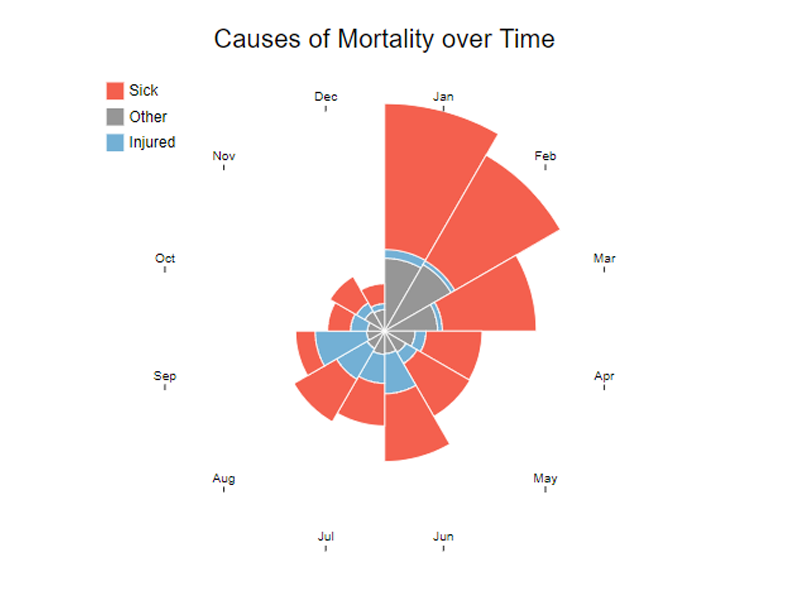 Causes of Mortality over Time
Sick
Other
Injured
Jan
Feb
Mar
Apr
May
Jun
Jul
Aug
Sep
Oct
Nov
Dec